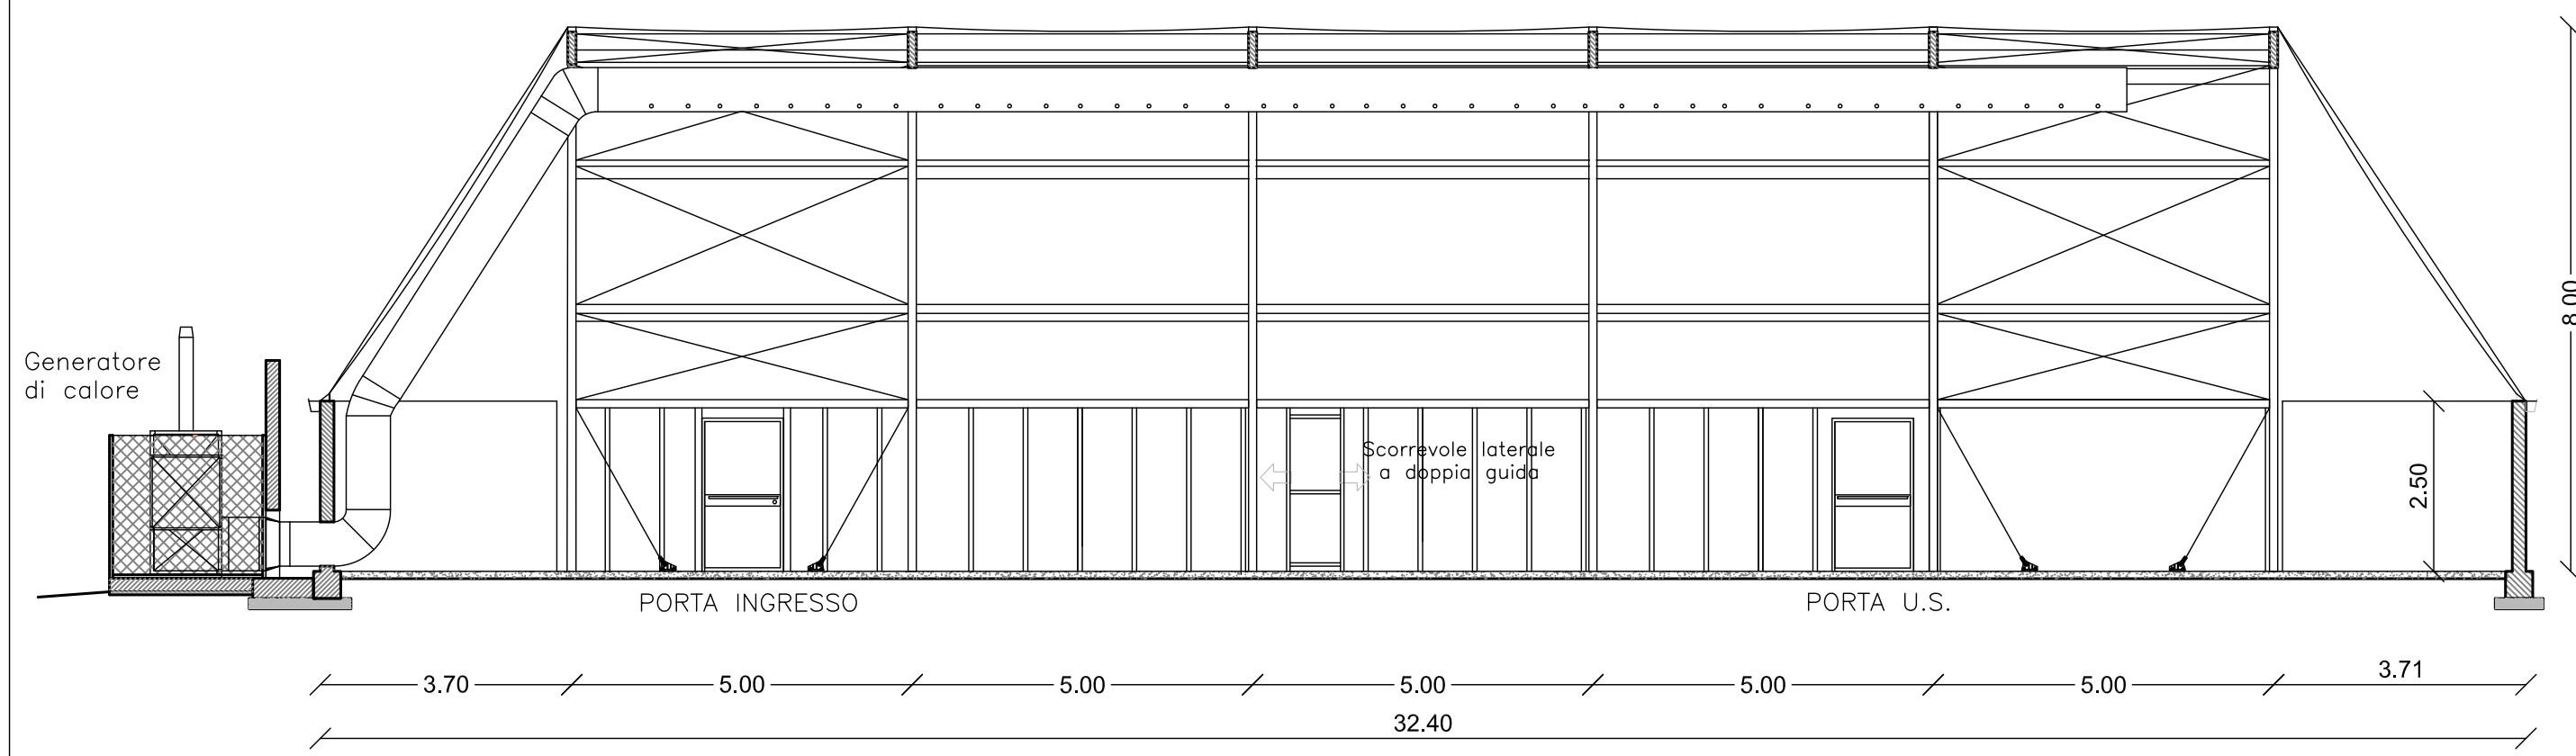 8.00
Generatore
di calore
Scorrevole laterale
a doppia guida
2.50
PORTA INGRESSO
PORTA U.S.
3.70
5.00
5.00
5.00
5.00
5.00
3.71
32.40